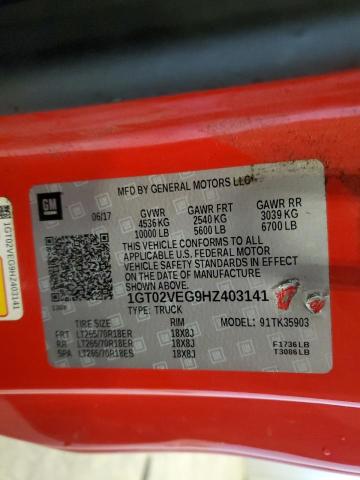 MFD BY GENERAL MOTORS LLC
GM
06/17
GVWR GAWR FRT GAWR RR
4536 KG 2540 KG 3039 KG
10000 LB 5600 LB 6700 LB
THIS VEHICLE CONFORMS TO ALL
APPLICABLE U.S. FEDERAL MOTOR
VEHICLE SAFETY STANDARDS IN EFFECT
ON THE DATE OF MANUFACTURE
SHOWN ABOVE.
1GT02VEG9HZ403141
TYPE: TRUCK MODEL: 91TK35903
TIRE SIZE RIM
FRT LT265/70R18ER 18X8J
RR LT265/70R18ER 18X8J
SPA LT265/70R18ES 18X8J
F1736LB
T3086LB
1GT02VEG9HZ403141